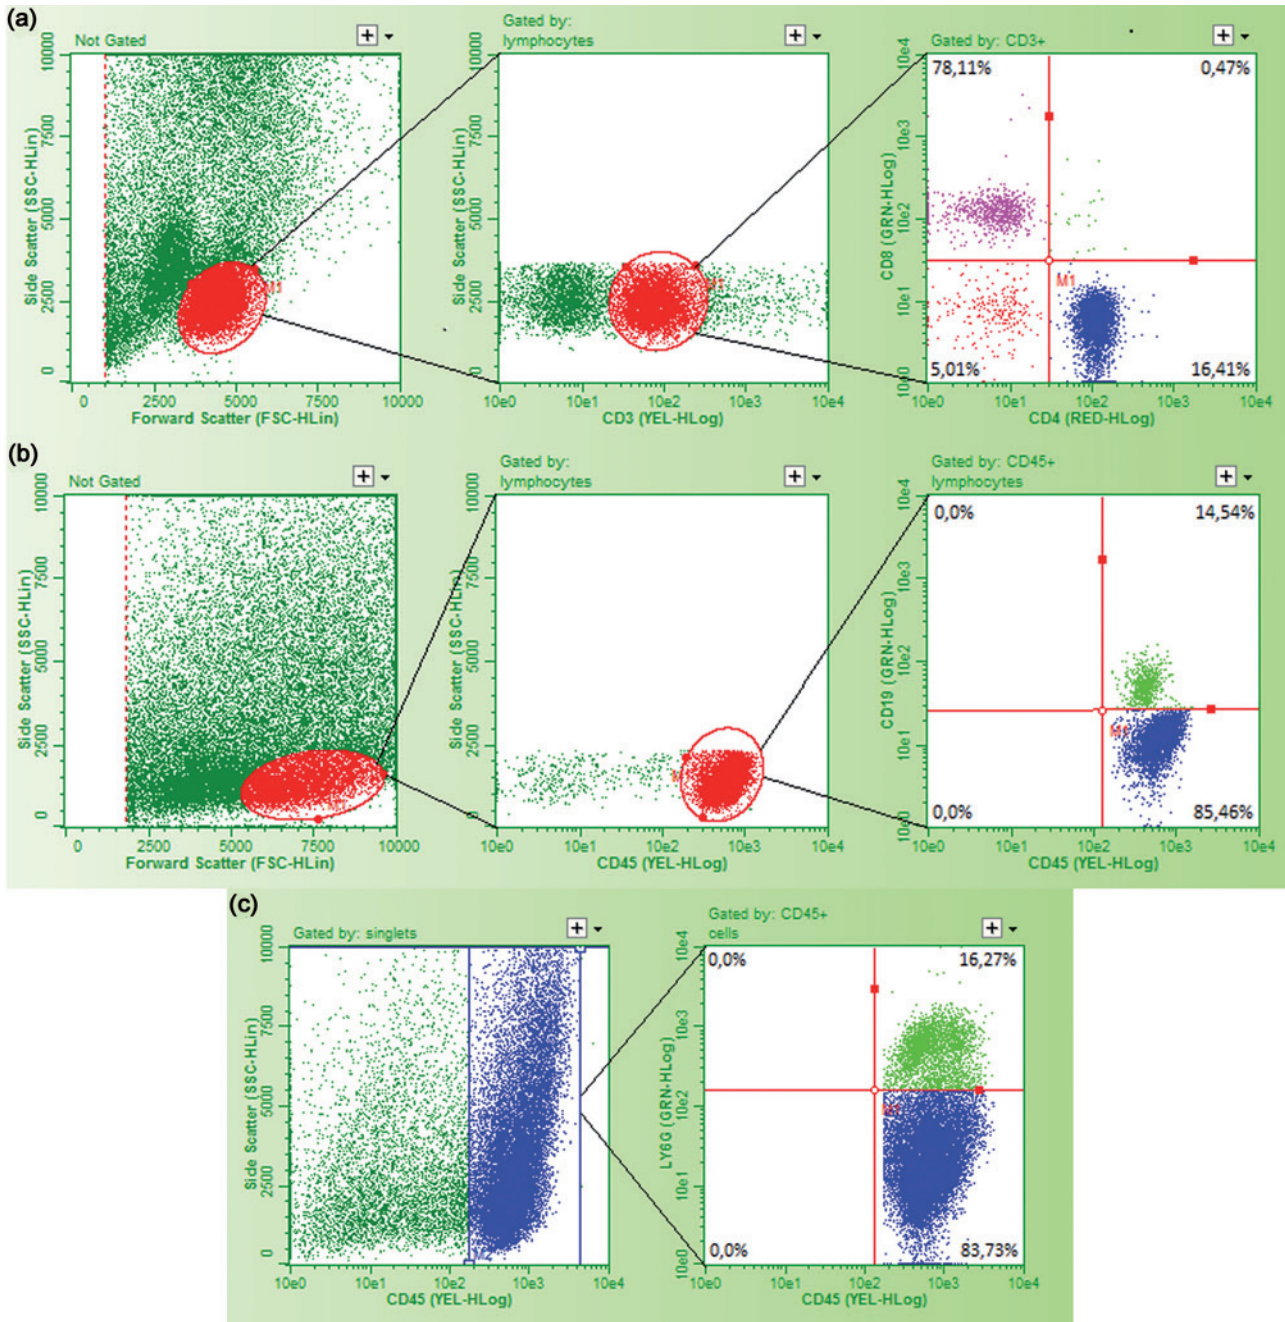 (a)
Not Gated
+
10000
7500
5000
2500
0
Side Scatter (SSC-HLin)
M1
0 2500 5000 7500 10000
Forward Scatter (FSC-HLin)
Gated by:
lymphocytes
+
10000
7500
5000
2500
0
Side Scatter (SSC-HLin)
M1
10e0 10e1 10e2 10e3 10e4
CD3 (YEL-HLog)
Gated by: CD3+
+
78,11% 0,47%
10e4
10e3
10e2
10e1
10e0
CD8 (GRN-HLog)
M1
5,01% 16,41%
10e0 10e1 10e2 10e3 10e4
CD4 (RED-HLog)
(b)
Not Gated
+
10000
7500
5000
2500
0
Side Scatter (SSC-HLin)
0 2500 5000 7500 10000
Forward Scatter (FSC-HLin)
Gated by:
lymphocytes
+
10000
7500
5000
2500
0
Side Scatter (SSC-HLin)
10e0 10e1 10e2 10e3 10e4
CD45 (YEL-HLog)
Gated by: CD45+
lymphocytes
+
0,0% 14,54%
10e4
10e3
10e2
10e1
10e0
CD19 (GRN-HLog)
M1
0,0% 85,46%
10e0 10e1 10e2 10e3 10e4
CD45 (YEL-HLog)
(c)
Gated by: singlets
+
10000
7500
5000
2500
0
Side Scatter (SSC-HLin)
10e0 10e1 10e2 10e3 10e4
CD45 (YEL-HLog)
Gated by: CD45+
cells
+
0,0% 16,27%
10e4
10e3
10e2
10e1
10e0
LY6G (GRN-HLog)
M1
0,0% 83,73%
10e0 10e1 10e2 10e3 10e4
CD45 (YEL-HLog)